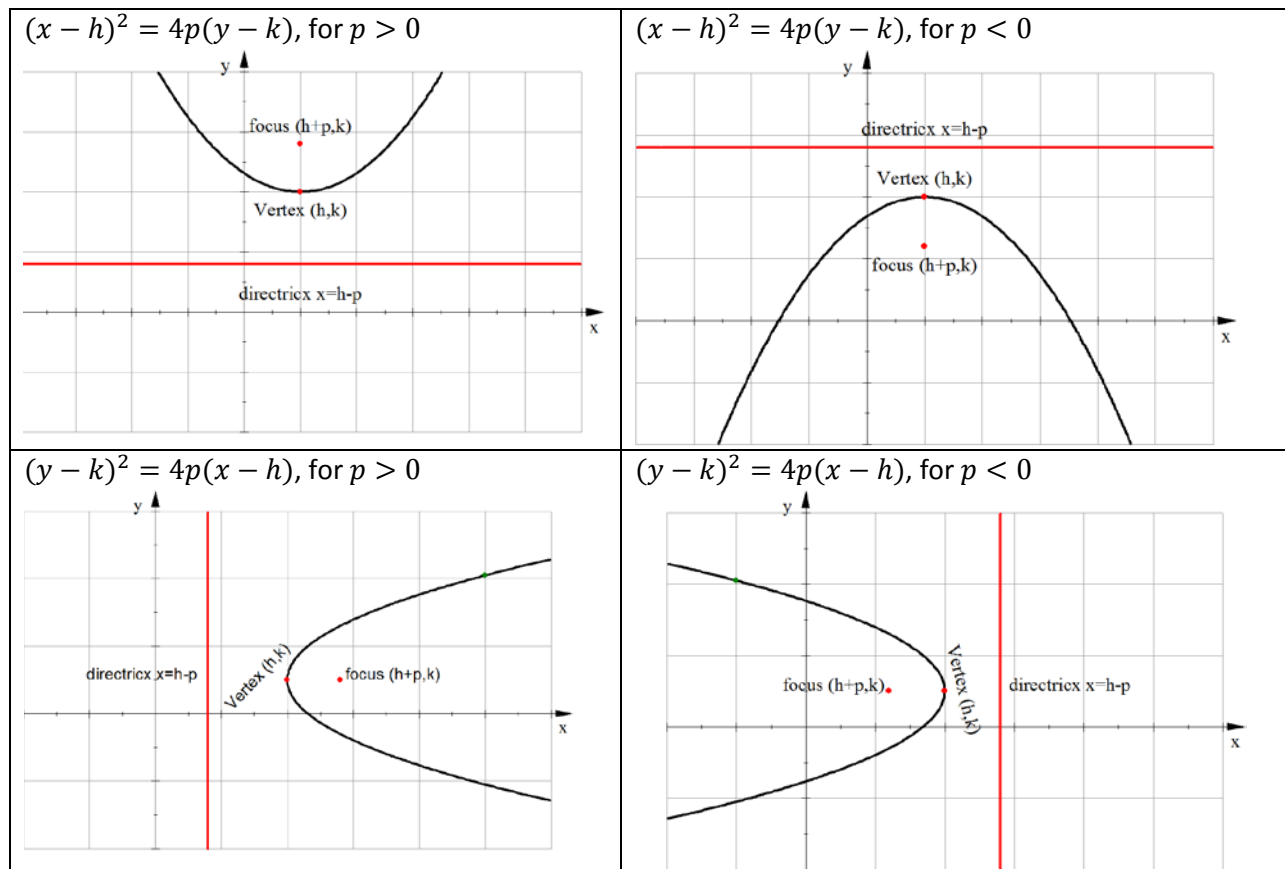 (x − h)² = 4p(y − k), for p > 0
y
focus (h+p,k)
Vertex (h,k)
directricx x=h-p
x
(x − h)² = 4p(y − k), for p < 0
y
directricx x=h-p
Vertex (h,k)
focus (h+p,k)
x
(y − k)² = 4p(x − h), for p > 0
y
directricx x=h-p
Vertex (h,k)
focus (h+p,k)
x
(y − k)² = 4p(x − h), for p < 0
y
focus (h+p,k)
Vertex (h,k)
directricx x=h-p
x